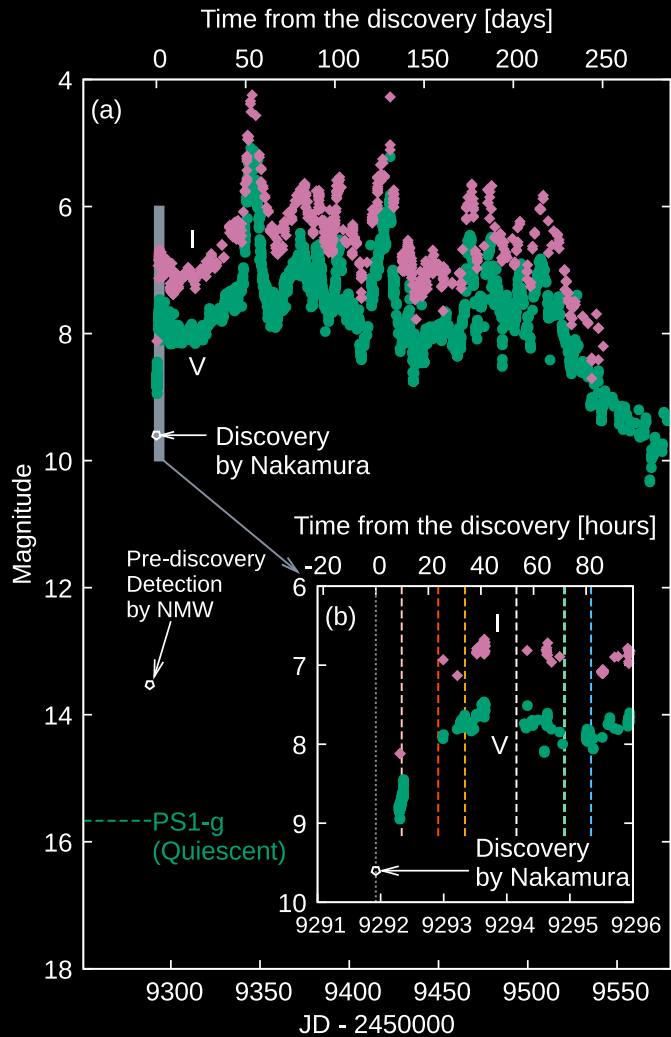 Time from the discovery [days]
0 50 100 150 200 250
4
(a)
6
I
8
V
Discovery
by Nakamura
10
Magnitude
Time from the discovery [hours]
-20 0 20 40 60 80
Pre-discovery
Detection
by NMW
12
6
(b)
I
7
14
V
8
PS1-g
(Quiescent)
16
9
Discovery
by Nakamura
10
9291 9292 9293 9294 9295 9296
18
9300 9350 9400 9450 9500 9550
JD - 2450000